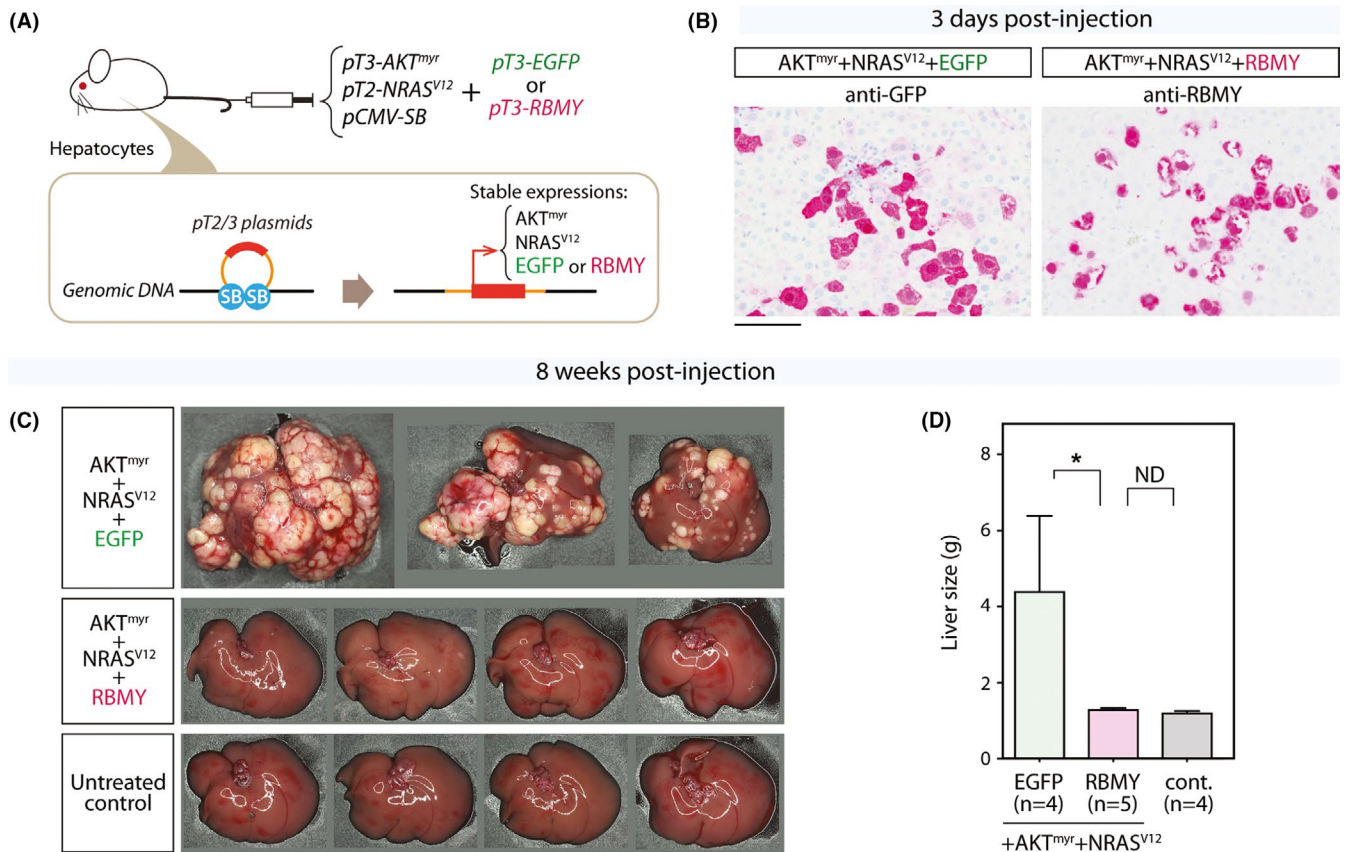 (A)
pT3-AKTmyr
pT2-NRASV12
pCMV-SB
+
pT3-EGFP
or
pT3-RBMY
Hepatocytes
pT2/3 plasmids
Genomic DNA
SB SB
Stable expressions:
AKTmyr
NRASV12
EGFP or RBMY
(B)
3 days post-injection
AKTmyr+NRASV12+EGFP
AKTmyr+NRASV12+RBMY
anti-GFP
anti-RBMY
8 weeks post-injection
(C)
AKTmyr
+
NRASV12
+
EGFP
AKTmyr
+
NRASV12
+
RBMY
Untreated
control
(D)
Liver size (g)
8
6
4
2
0
*
ND
EGFP RBMY cont.
(n=4) (n=5) (n=4)
+AKTmyr+NRASV12